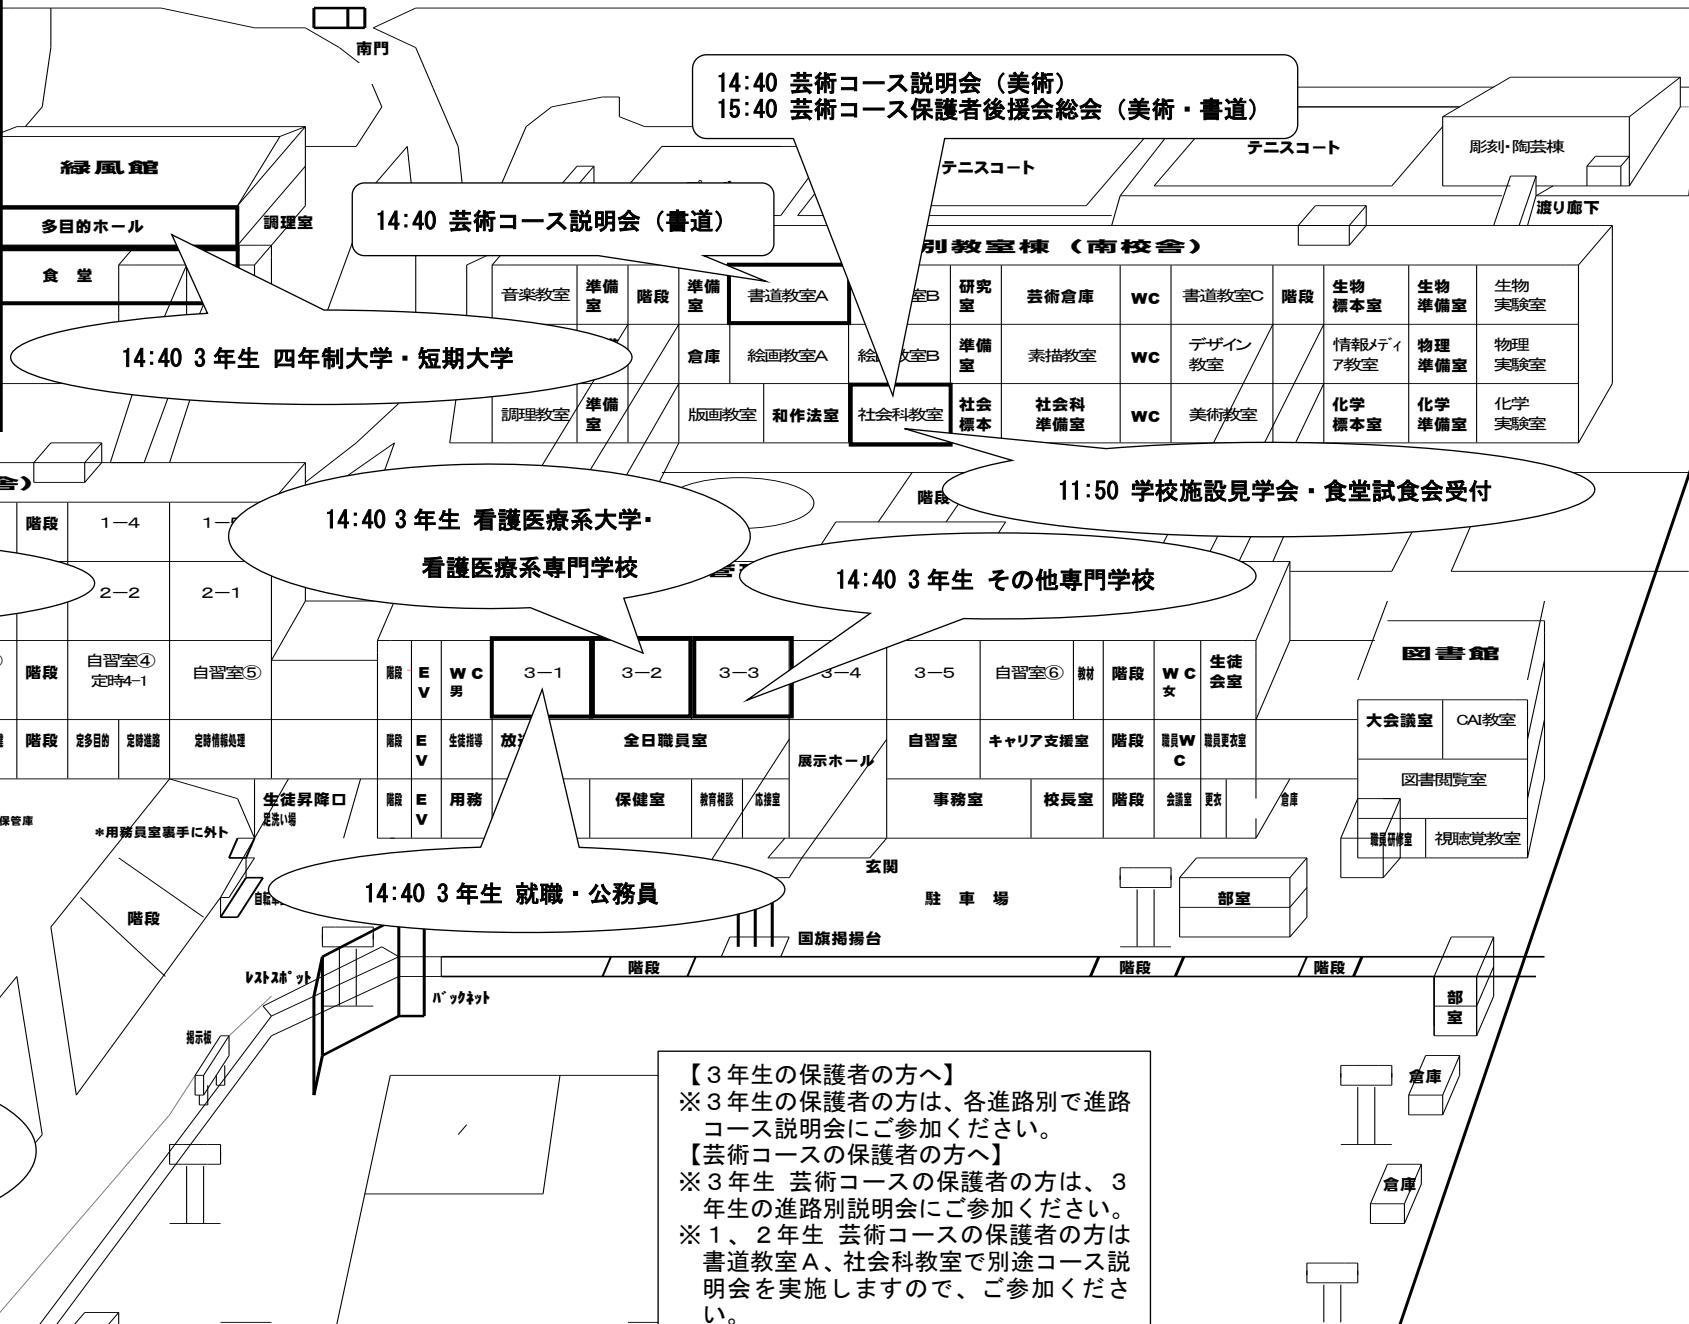 南門
14:40 芸術コース説明会（美術）
15:40 芸術コース保護者後援会総会（美術・書道）
テニスコート
テニスコート
彫刻・陶芸棟
渡り廊下
緑風館
多目的ホール
調理室
食 堂
14:40 芸術コース説明会（書道）
別教室棟（南校舎）
音楽教室 準備室 階段 準備室 書道教室A 室B 研究室 芸術倉庫 WC 書道教室C 階段 生物標本室 生物準備室 生物実験室
14:40 3年生 四年制大学・短期大学
倉庫 絵画教室A 絵 教室B 準備室 素描教室 WC デザイン教室 情報メディア教室 物理準備室 物理実験室
調理教室 準備室 版画教室 和作法室 社会科教室 社会標本 社会科準備室 WC 美術教室 化学標本室 化学準備室 化学実験室
舎）
11:50 学校施設見学会・食堂試食会受付
階段
階段 1−4
14:40 3年生 看護医療系大学・
看護医療系専門学校
14:40 3年生 その他専門学校
2−2 2−1
階段 自習室④ 定時4-1 自習室⑤
階段 EV WC男 3−1 3−2 3−3 3−4 3−5 自習室⑥ 教材 階段 WC女 生徒会室
図書館
大会議室 CAI教室
階段 定多目的 定時進路 定時情報処理
階段 EV 生徒指導 放 全日職員室 展示ホール 自習室 キャリア支援室 階段 職員WC 職員更衣室
図書閲覧室
生徒昇降口
足洗い場
階段 EV 用務 保健室 教育相談 応接室 事務室 校長室 階段 会議室 更衣 倉庫
保管庫
*用務員室裏手に外ト
職員研修室 視聴覚教室
玄関
14:40 3年生 就職・公務員
自転車
階段
駐 車 場
部室
国旗掲揚台
階段 階段 階段
レストスポット
バックネット
部室
掲示板
倉庫
倉庫
【３年生の保護者の方へ】
※３年生の保護者の方は、各進路別で進路
コース説明会にご参加ください。
【芸術コースの保護者の方へ】
※３年生 芸術コースの保護者の方は、３
年生の進路別説明会にご参加ください。
※１、２年生 芸術コースの保護者の方は
書道教室Ａ、社会科教室で別途コース説
明会を実施しますので、ご参加くださ
い。